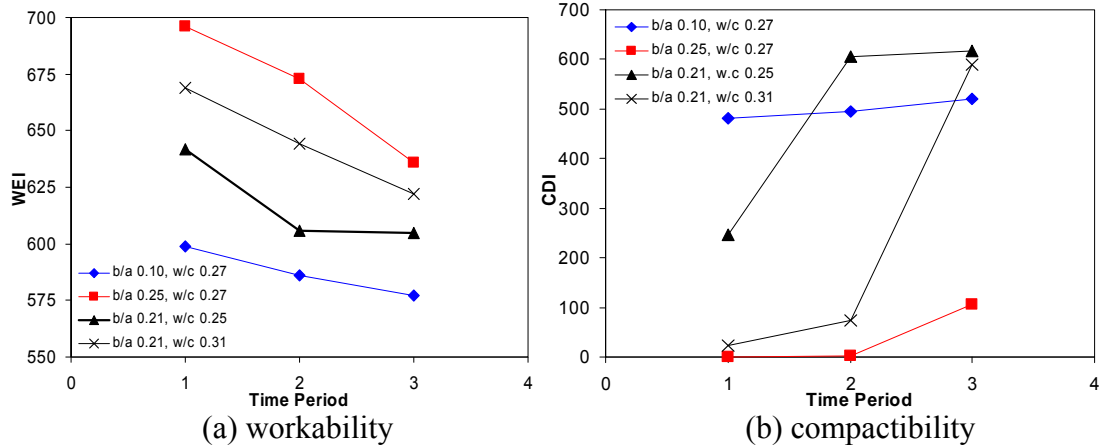 700
675
650
625
600
575
550
WEI
b/a 0.10, w/c 0.27
b/a 0.25, w/c 0.27
b/a 0.21, w/c 0.25
b/a 0.21, w/c 0.31
0 1 2 3 4
Time Period
(a) workability
700
600
500
400
300
200
100
0
CDI
b/a 0.10, w/c 0.27
b/a 0.25, w/c 0.27
b/a 0.21, w.c 0.25
b/a 0.21, w/c 0.31
0 1 2 3 4
Time Period
(b) compactibility